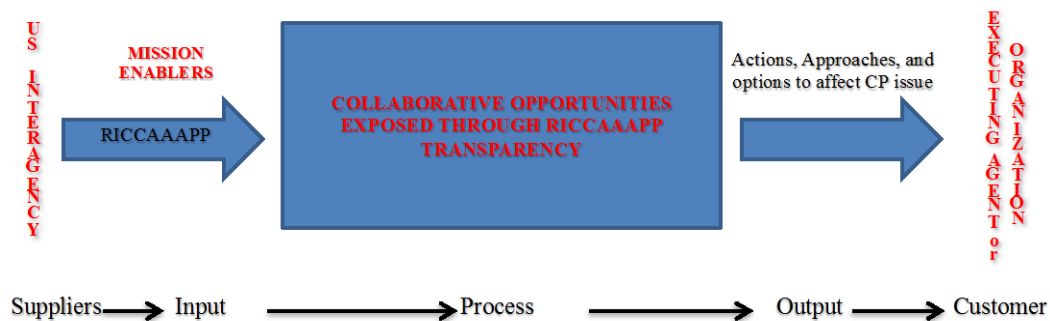 US INTERAGENCY
MISSION
ENABLERS
RICCAAAPP
COLLABORATIVE OPPORTUNITIES
EXPOSED THROUGH RICCAAAPP
TRANSPARENCY
Actions, Approaches, and
options to affect CP issue
EXECUTING AGENT or
ORGANIZATION
Suppliers Input Process Output Customer